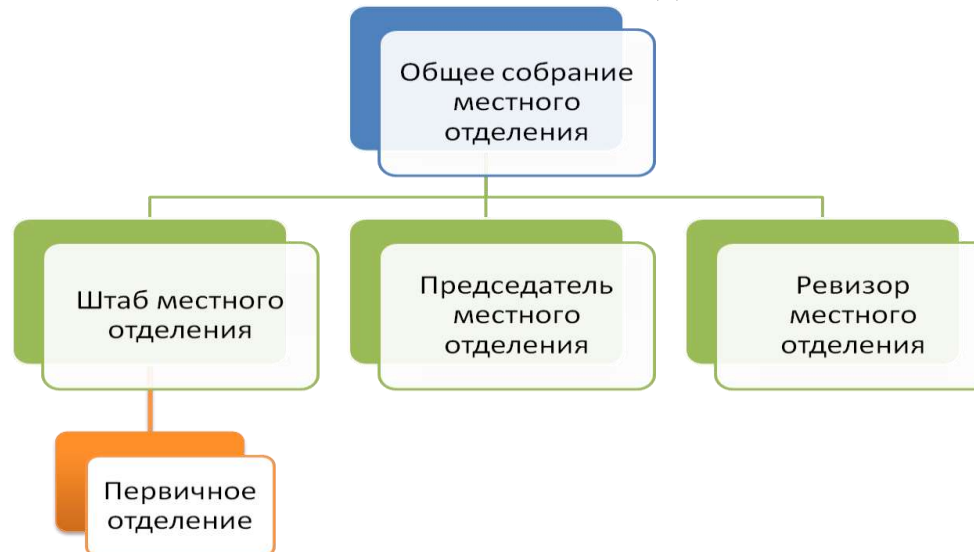 Общее собрание
местного
отделения
Штаб местного
отделения
Председатель
местного
отделения
Ревизор
местного
отделения
Первичное
отделение